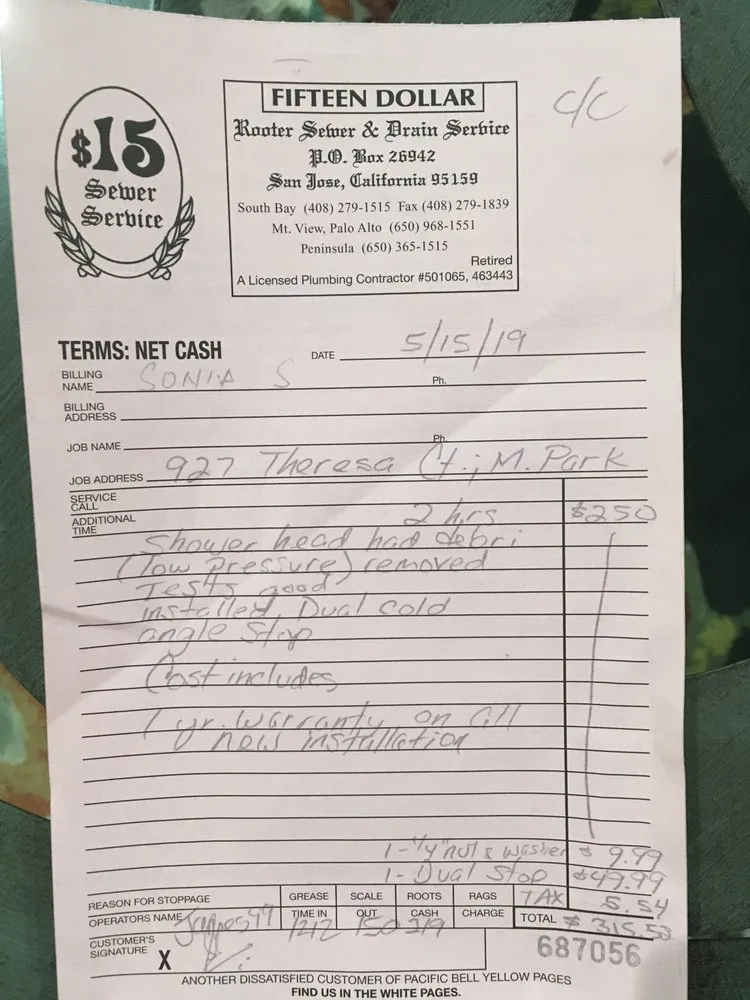 c/c
$15
Sewer
Service
FIFTEEN DOLLAR
Rooter Sewer & Drain Service
P.O. Box 26942
San Jose, California 95159
South Bay (408) 279-1515 Fax (408) 279-1839
Mt. View, Palo Alto (650) 968-1551
Peninsula (650) 365-1515
Retired
A Licensed Plumbing Contractor #501065, 463443
TERMS: NET CASH
DATE 5/15/19
BILLING NAME SONIA S Ph.
BILLING ADDRESS
JOB NAME Ph.
JOB ADDRESS 927 Theresa Ct.; M. Park
SERVICE CALL
ADDITIONAL TIME 2 hrs $250
Shower head had debri
(low pressure) removed
Tests good
installed Dual cold
angle stop
Cost includes
1 yr. warranty on all
new installation
1-1/4" nut & washer $ 9.99
1- Dual Stop $49.99
REASON FOR STOPPAGE GREASE SCALE ROOTS RAGS TAX 5.54
OPERATORS NAME TIME IN 1212 OUT 150 CASH CHARGE TOTAL $ 315.53
CUSTOMER'S SIGNATURE X
687056
ANOTHER DISSATISFIED CUSTOMER OF PACIFIC BELL YELLOW PAGES
FIND US IN THE WHITE PAGES.